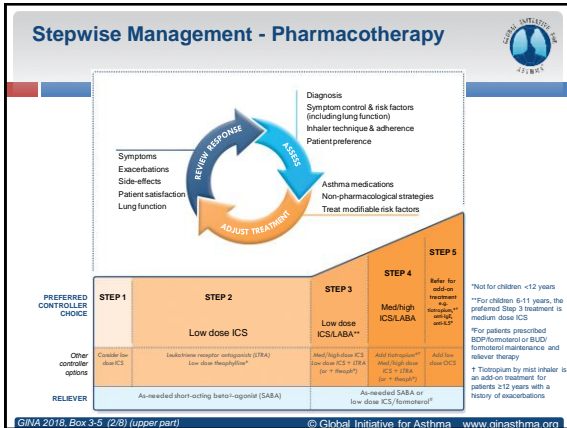 Stepwise Management - Pharmacotherapy
GLOBAL INITIATIVE FOR
ASTHMA
Diagnosis
Symptom control & risk factors
(including lung function)
Inhaler technique & adherence
Patient preference
REVIEW RESPONSE
ASSESS
ADJUST TREATMENT
Symptoms
Exacerbations
Side-effects
Patient satisfaction
Lung function
Asthma medications
Non-pharmacological strategies
Treat modifiable risk factors
PREFERRED
CONTROLLER
CHOICE
STEP 1
STEP 2
Low dose ICS
STEP 3
Low dose
ICS/LABA**
STEP 4
Med/high
ICS/LABA
STEP 5
Refer for
add-on
treatment
e.g.
tiotropium,*†
anti-IgE,
anti-IL5*
Other
controller
options
Consider low
dose ICS
Leukotriene receptor antagonists (LTRA)
Low dose theophylline*
Med/high dose ICS
Low dose ICS + LTRA
(or + theoph*)
Add tiotropium*†
Med/high dose
ICS + LTRA
(or + theoph*)
Add low
dose OCS
RELIEVER
As-needed short-acting beta2-agonist (SABA)
As-needed SABA or
low dose ICS/formoterol#
*Not for children <12 years
**For children 6-11 years, the
preferred Step 3 treatment is
medium dose ICS
#For patients prescribed
BDP/formoterol or BUD/
formoterol maintenance and
reliever therapy
† Tiotropium by mist inhaler is
an add-on treatment for
patients ≥12 years with a
history of exacerbations
GINA 2018, Box 3-5 (2/8) (upper part)
© Global Initiative for Asthma www.ginasthma.org